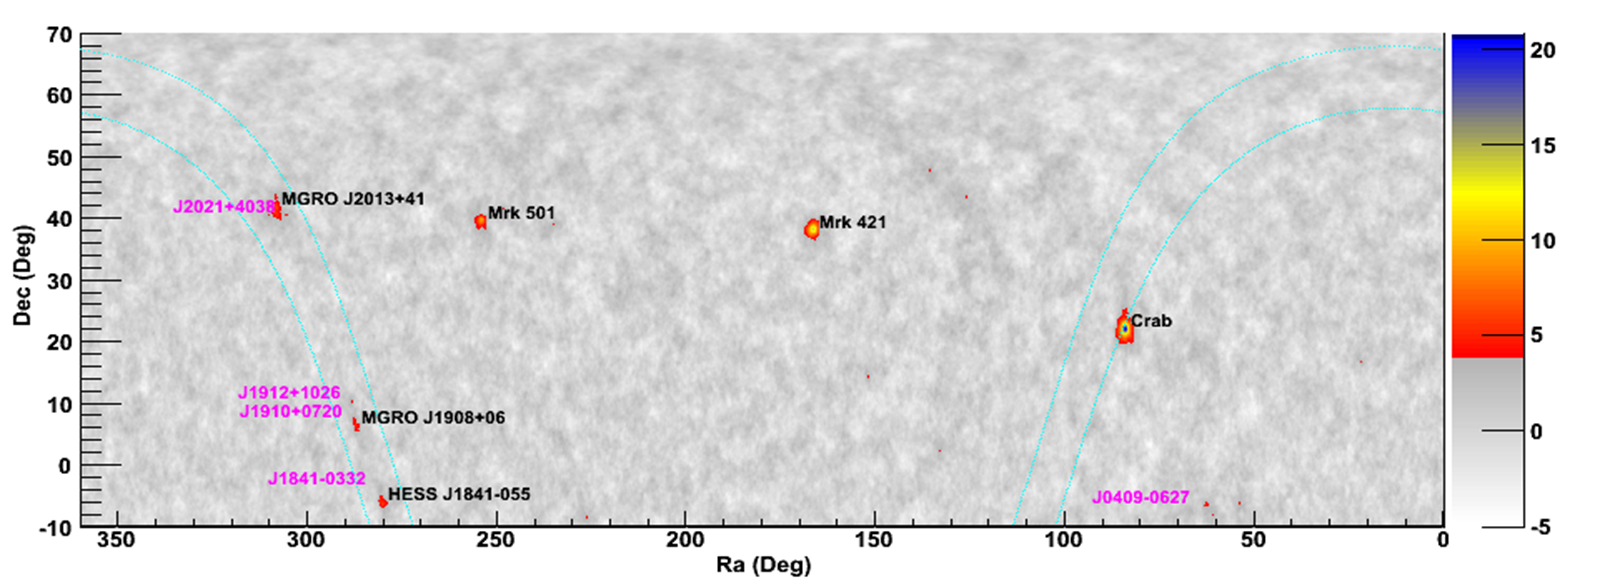 70
60
50
40
30
20
10
0
-10
Dec (Deg)
J2021+4038
MGRO J2013+41
Mrk 501
Mrk 421
Crab
J1912+1026
J1910+0720
MGRO J1908+06
J1841-0332
HESS J1841-055
J0409-0627
350 300 250 200 150 100 50 0
Ra (Deg)
20
15
10
5
0
-5